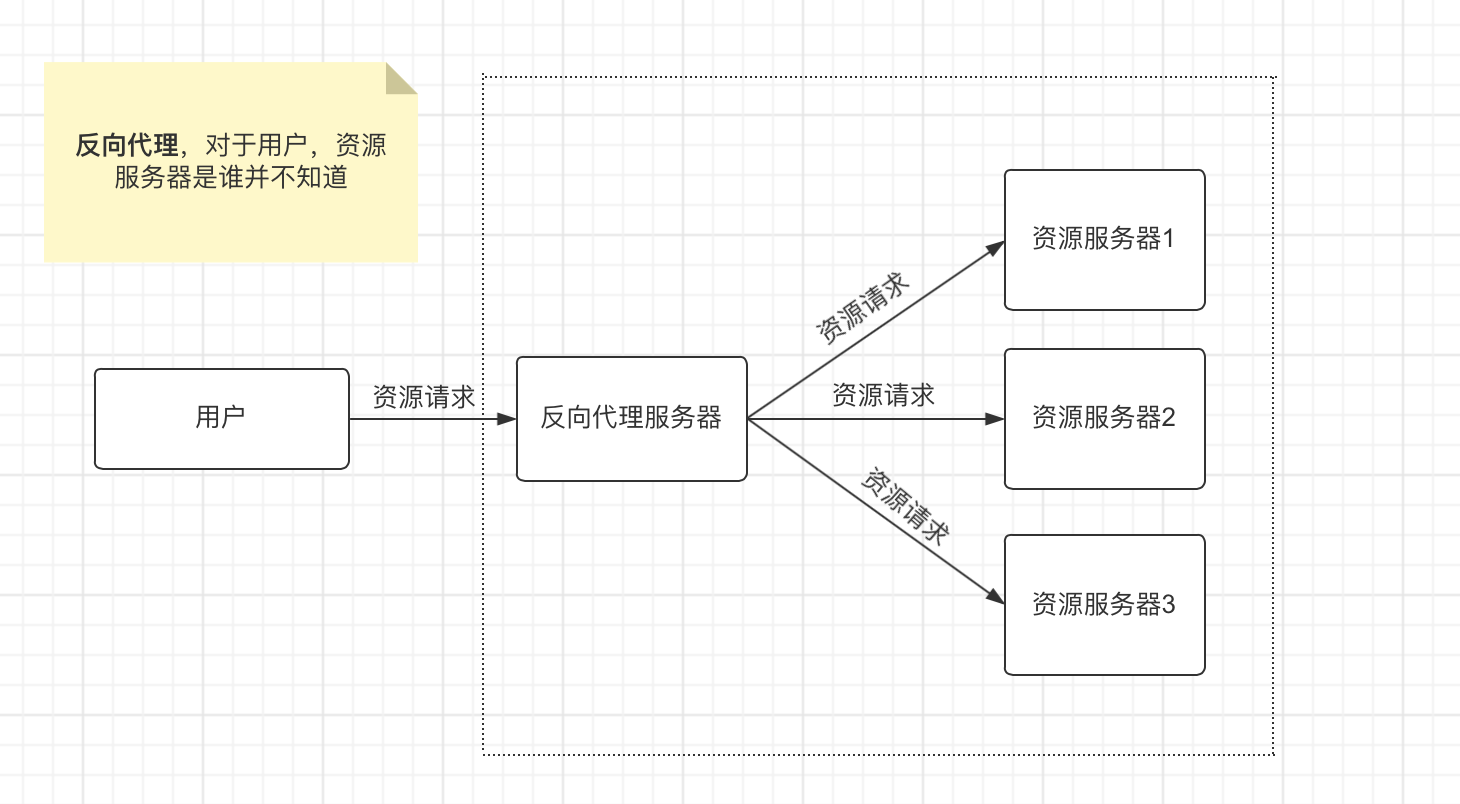 反向代理，对于用户，资源
服务器是谁并不知道
资源服务器1
资源请求
用户
资源请求
反向代理服务器
资源请求
资源服务器2
资源请求
资源服务器3